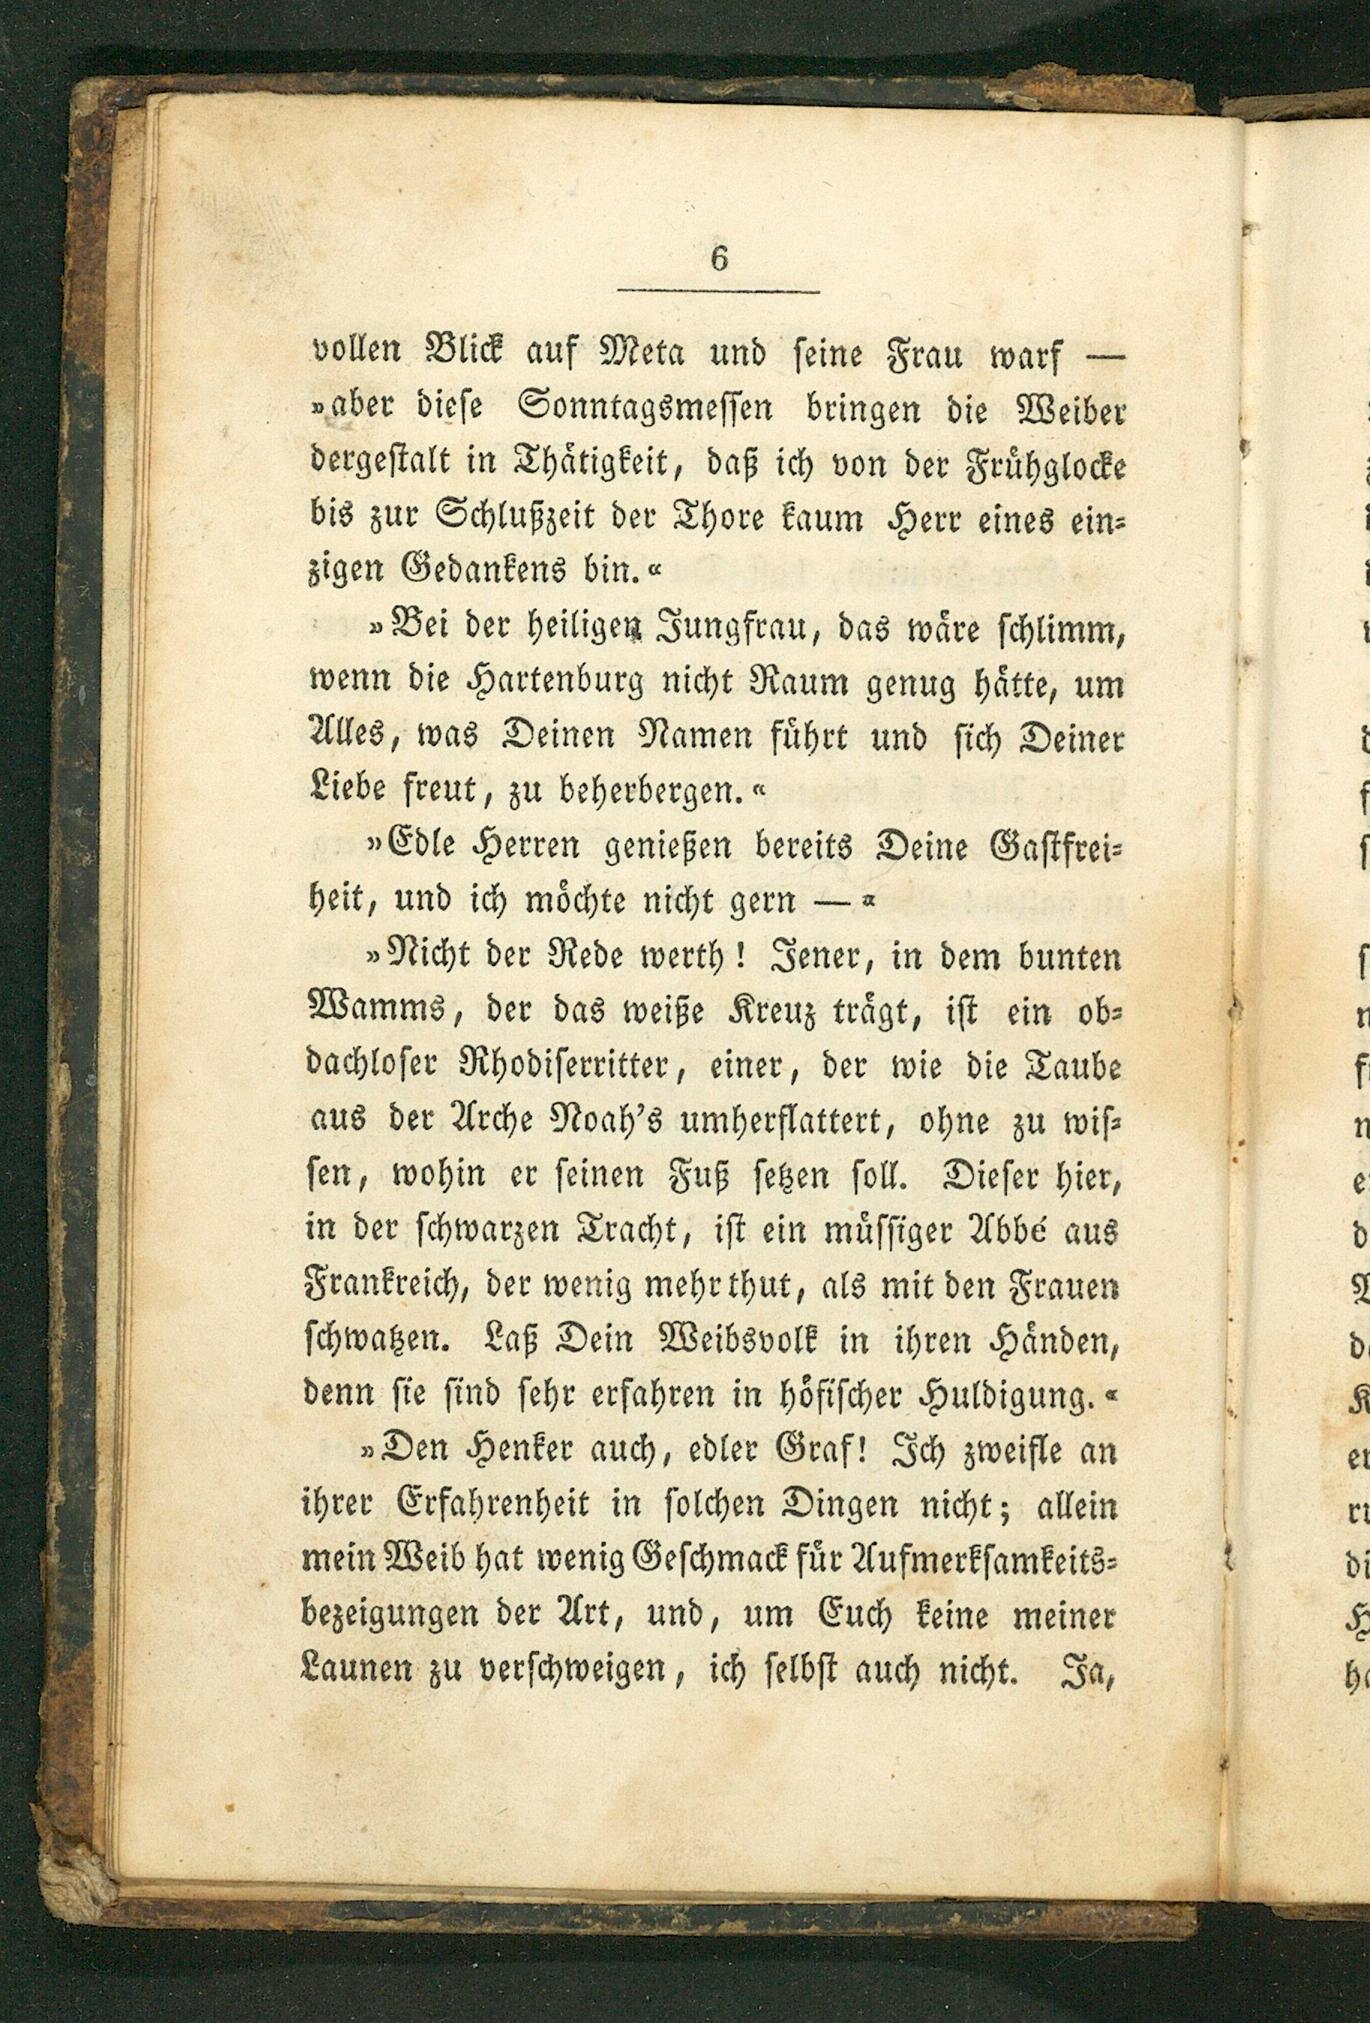 6
vollen Blick auf Meta und seine Frau warf —
»aber diese Sonntagsmessen bringen die Weiber
dergestalt in Thätigkeit, daß ich von der Frühglocke
bis zur Schlußzeit der Thore kaum Herr eines ein-
zigen Gedankens bin.«
»Bei der heiligen Jungfrau, das wäre schlimm,
wenn die Hartenburg nicht Raum genug hätte, um
Alles, was Deinen Namen führt und sich Deiner
Liebe freut, zu beherbergen.«
»Edle Herren genießen bereits Deine Gastfrei-
heit, und ich möchte nicht gern — «
»Nicht der Rede werth! Jener, in dem bunten
Wamms, der das weiße Kreuz trägt, ist ein ob-
dachloser Rhodiserritter, einer, der wie die Taube
aus der Arche Noah's umherflattert, ohne zu wis-
sen, wohin er seinen Fuß setzen soll. Dieser hier,
in der schwarzen Tracht, ist ein müssiger Abbé aus
Frankreich, der wenig mehr thut, als mit den Frauen
schwatzen. Laß Dein Weibsvolk in ihren Händen,
denn sie sind sehr erfahren in höfischer Huldigung.«
»Den Henker auch, edler Graf! Ich zweifle an
ihrer Erfahrenheit in solchen Dingen nicht; allein
mein Weib hat wenig Geschmack für Aufmerksamkeits-
bezeigungen der Art, und, um Euch keine meiner
Launen zu verschweigen, ich selbst auch nicht. Ja,